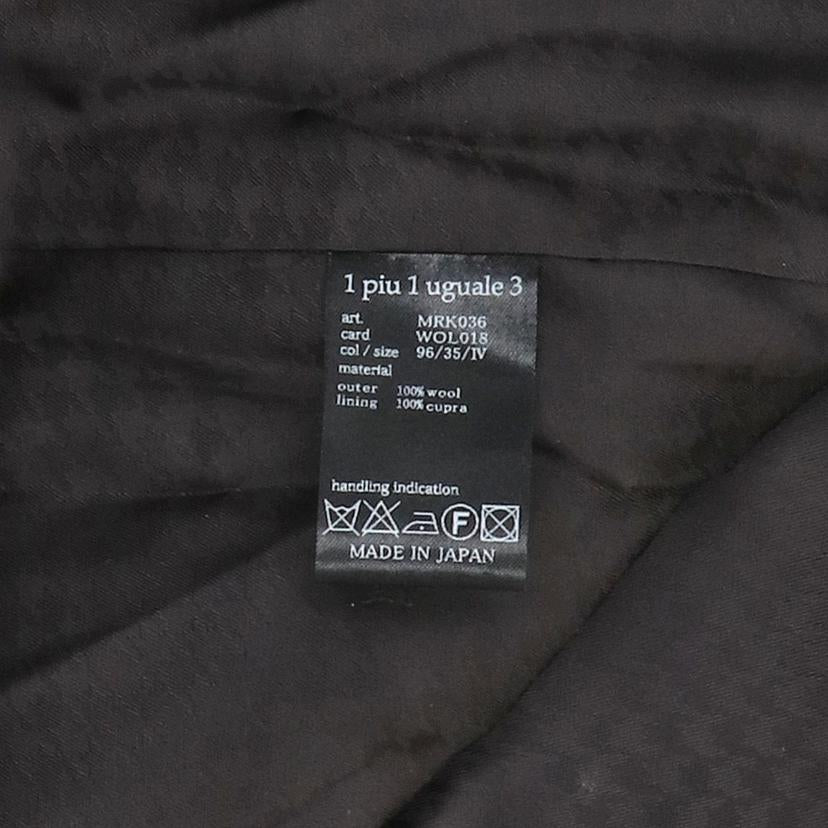 1 piu 1 uguale 3
art. MRK036
card WOL018
col / size 96/35/IV
material
outer 100% wool
lining 100% cupra
handling indication
F
MADE IN JAPAN